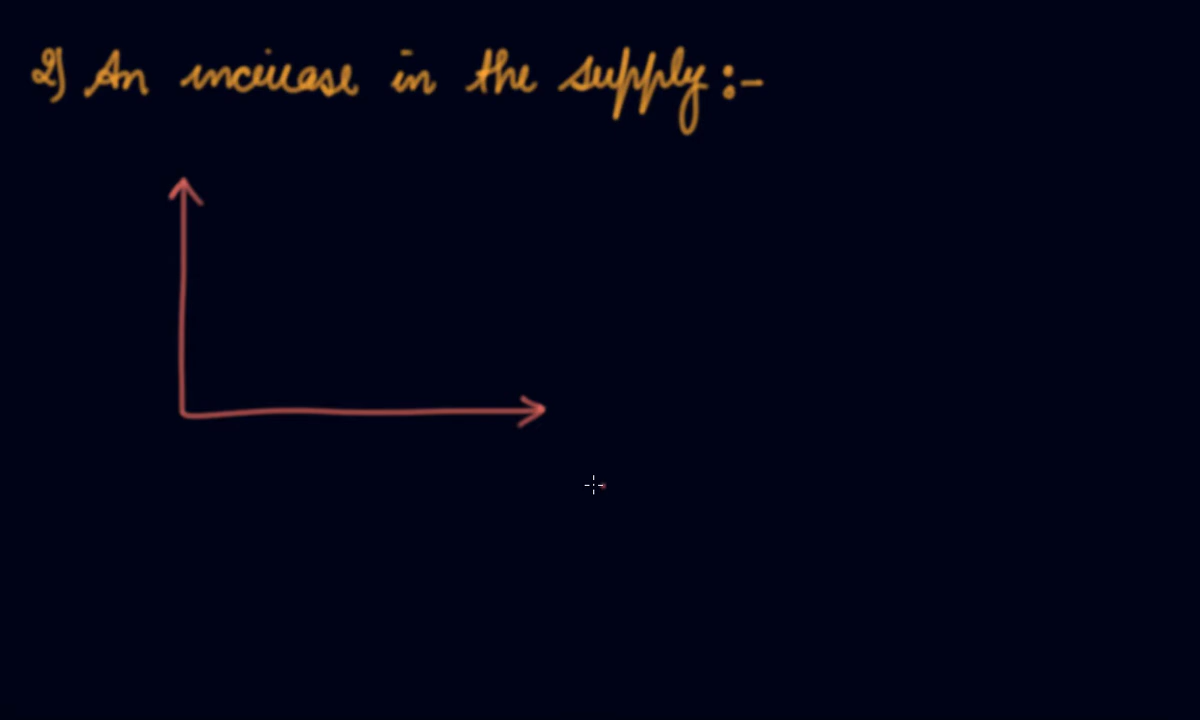 2) An increase in the supply :-